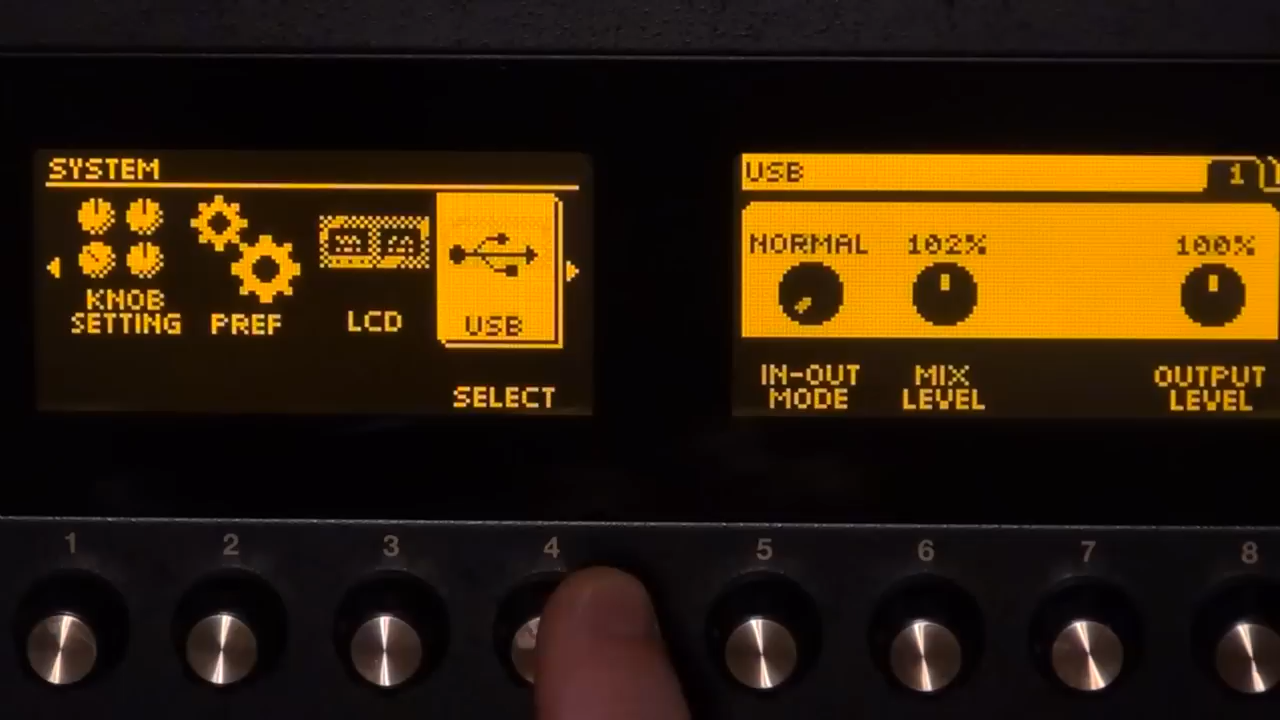 SYSTEM
KNOB
SETTING
PREF
LCD
USB
SELECT
USB
1
NORMAL
102%
100%
IN-OUT
MODE
MIX
LEVEL
OUTPUT
LEVEL
1
2
3
4
5
6
7
8